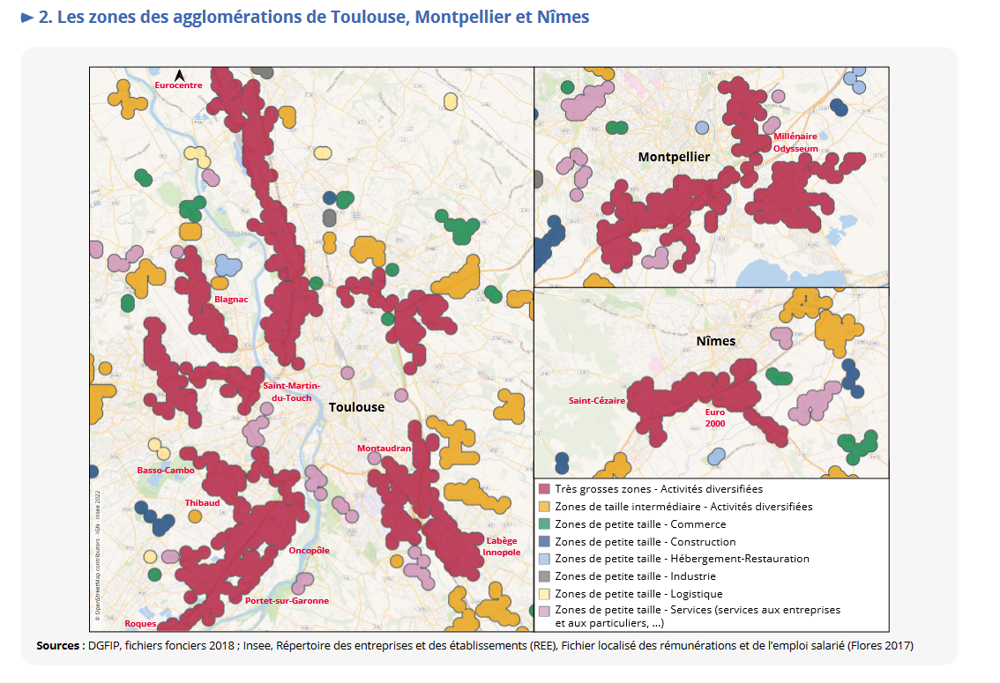 ► 2. Les zones des agglomérations de Toulouse, Montpellier et Nîmes
Eurocentre
Blagnac
Saint-Martin-
du-Touch
Toulouse
Montaudran
Basso-Cambo
Thibaud
Oncopôle
Labège
Innopole
Portet-sur-Garonne
Roques
© OpenStreetMap contributors - IGN - Insee 2022
Montpellier
Millénaire
Odysseum
Nîmes
Saint-Cézaire
Euro
2000
Très grosses zones - Activités diversifiées
Zones de taille intermédiaire - Activités diversifiées
Zones de petite taille - Commerce
Zones de petite taille - Construction
Zones de petite taille - Hébergement-Restauration
Zones de petite taille - Industrie
Zones de petite taille - Logistique
Zones de petite taille - Services (services aux entreprises
et aux particuliers, ...)
Sources : DGFIP, fichiers fonciers 2018 ; Insee, Répertoire des entreprises et des établissements (REE), Fichier localisé des rémunérations et de l'emploi salarié (Flores 2017)